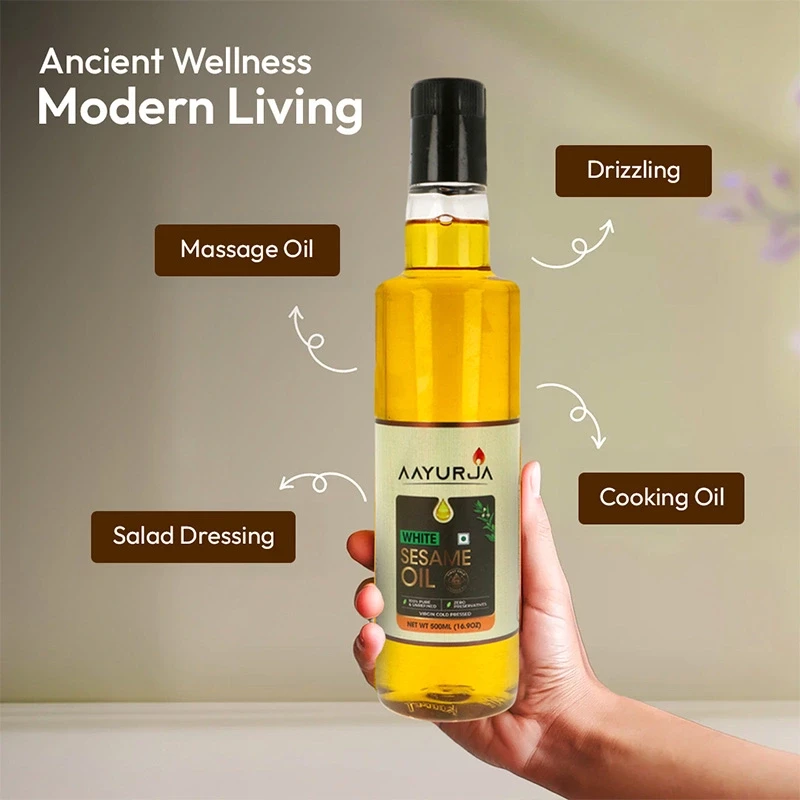 Ancient Wellness
Modern Living
Drizzling
Massage Oil
Cooking Oil
Salad Dressing
AAYURJA
WHITE
SESAME
OIL
100% PURE
& UNREFINED
ZERO
PRESERVATIVES
VIRGIN COLD PRESSED
NET WT 500ML (16.9OZ)